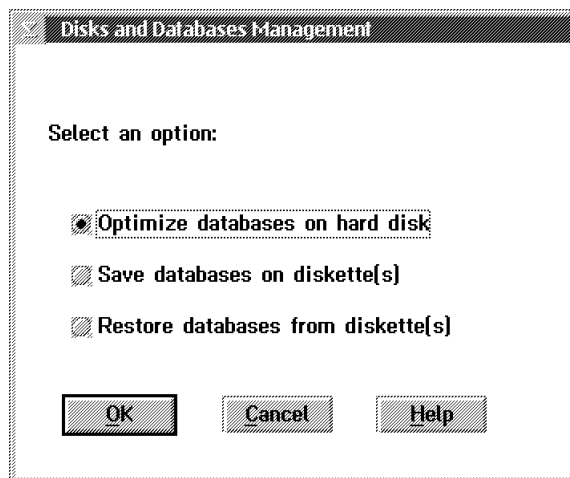 Disks and Databases Management
Select an option:
Optimize databases on hard disk
Save databases on diskette(s)
Restore databases from diskette(s)
OK
Cancel
Help